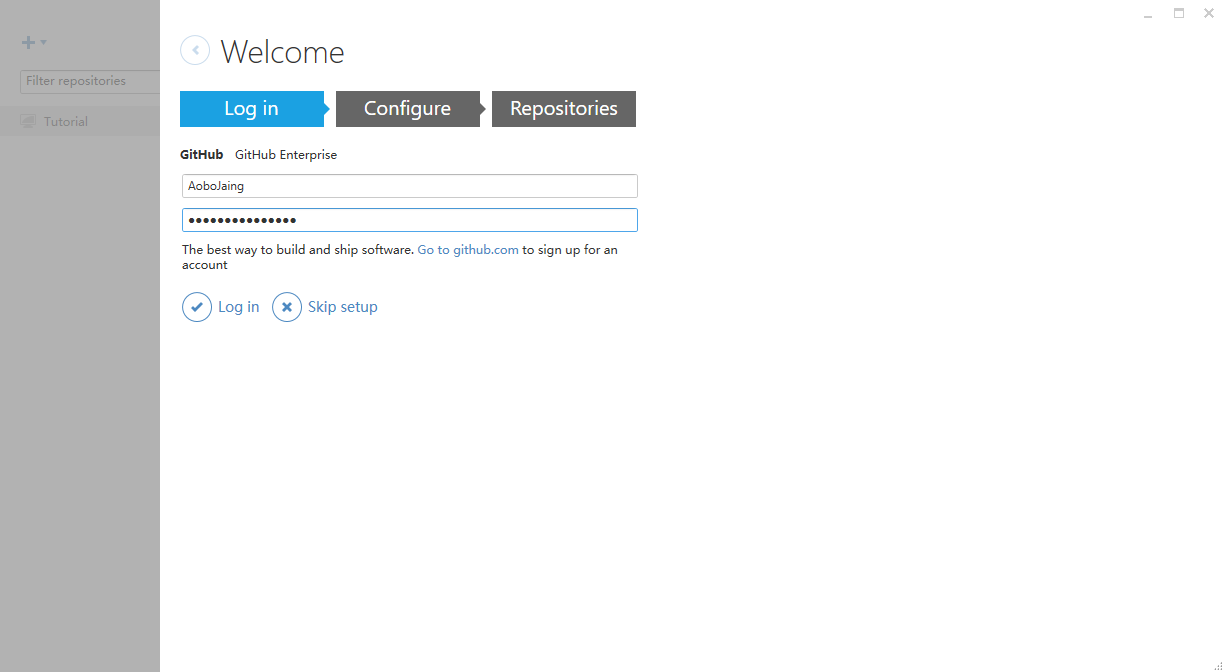 Filter repositories
Tutorial
Welcome
Log in
Configure
Repositories
GitHub GitHub Enterprise
AoboJaing
•••••••••••••••
The best way to build and ship software. Go to github.com to sign up for an
account
Log in
Skip setup